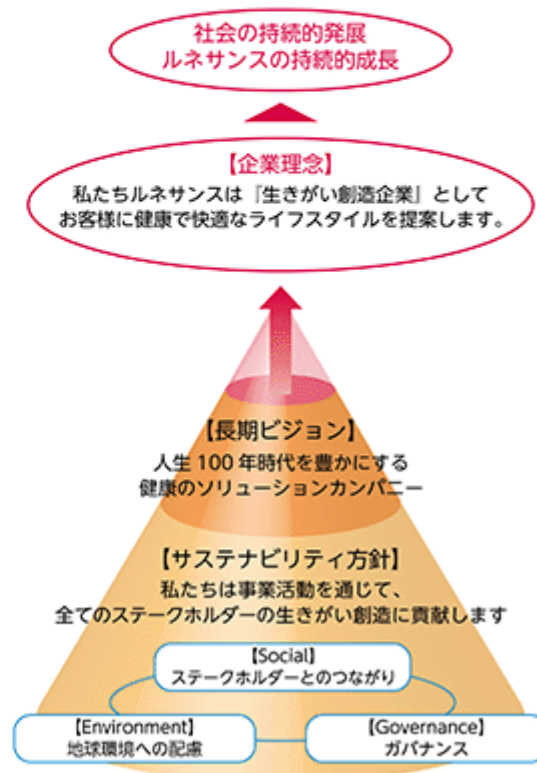 社会の持続的発展
ルネサンスの持続的成長
【企業理念】
私たちルネサンスは『生きがい創造企業』として
お客様に健康で快適なライフスタイルを提案します。
【長期ビジョン】
人生100年時代を豊かにする
健康のソリューションカンパニー
【サステナビリティ方針】
私たちは事業活動を通じて、
全てのステークホルダーの生きがい創造に貢献します
【Social】
ステークホルダーとのつながり
【Environment】
地球環境への配慮
【Governance】
ガバナンス